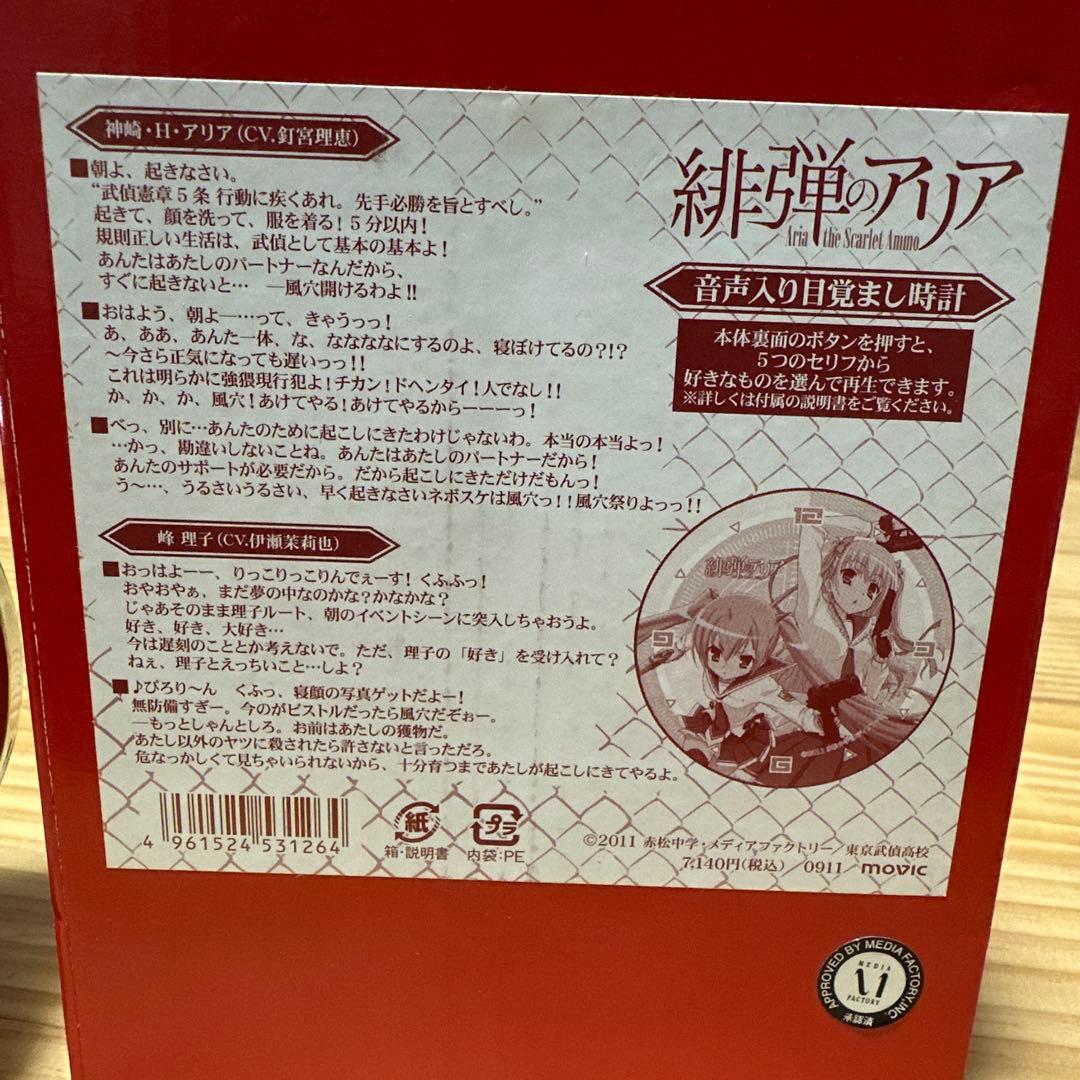 神崎・H・アリア(CV.釘宮理恵)
■朝よ、起きなさい。
“武偵憲章5条 行動に疾くあれ。先手必勝を旨とすべし。”
起きて、顔を洗って、服を着る!5分以内!
規則正しい生活は、武偵として基本の基本よ!
あんたはあたしのパートナーなんだから、
すぐに起きないと… ―風穴開けるわよ!!
■おはよう、朝よ―…って、きゃうっっ!
あ、ああ、あんた一体、な、なななななにするのよ、寝ぼけてるの?!?
~今さら正気になっても遅いっっ!!
これは明らかに強猥現行犯よ!チカン!ドヘンタイ!人でなし!!
か、か、か、風穴!あけてやる!あけてやるからーーーっ!
■べっ、別に…あんたのために起こしにきたわけじゃないわ。本当の本当よっ!
…かっ、勘違いしないことね。あんたはあたしのパートナーだから!
あんたのサポートが必要だから。だから起こしにきただけだもんっ!
う~…、うるさいうるさい、早く起きなさいネボスケは風穴っ!!風穴祭りよっっ!!
峰 理子(CV.伊瀬茉莉也)
■おっはよーー、りっこりっこりんでぇーす!くふふっ!
おやおやぁ、まだ夢の中なのかな?かなかな?
じゃあそのまま理子ルート、朝のイベントシーンに突入しちゃおうよ。
好き、好き、大好き…
今は遅刻のこととか考えないで。ただ、理子の「好き」を受け入れて?
ねぇ、理子とえっちいこと…しよ?
■♪ぴろり~ん くふっ、寝顔の写真ゲットだよー!
無防備すぎー。今のがピストルだったら風穴だぞぉー。
―もっとしゃんとしろ。お前はあたしの獲物だ。
あたし以外のヤツに殺されたら許さないと言っただろ。
危なっかしくて見ちゃいられないから、十分育つまであたしが起こしにきてやるよ。
緋弾のアリア
Aria the Scarlet Ammo
音声入り目覚まし時計
本体裏面のボタンを押すと、
5つのセリフから
好きなものを選んで再生できます。
※詳しくは付属の説明書をご覧ください。
12
緋弾のアリア
9
3
6
4 961524 531264
紙
箱・説明書
プラ
内袋:PE
©2011 赤松中学・メディアファクトリー/東京武偵高校
7,140円(税込)/0911/movic
APPROVED BY MEDIA FACTORY, INC.
MEDIA
FACTORY
承認済